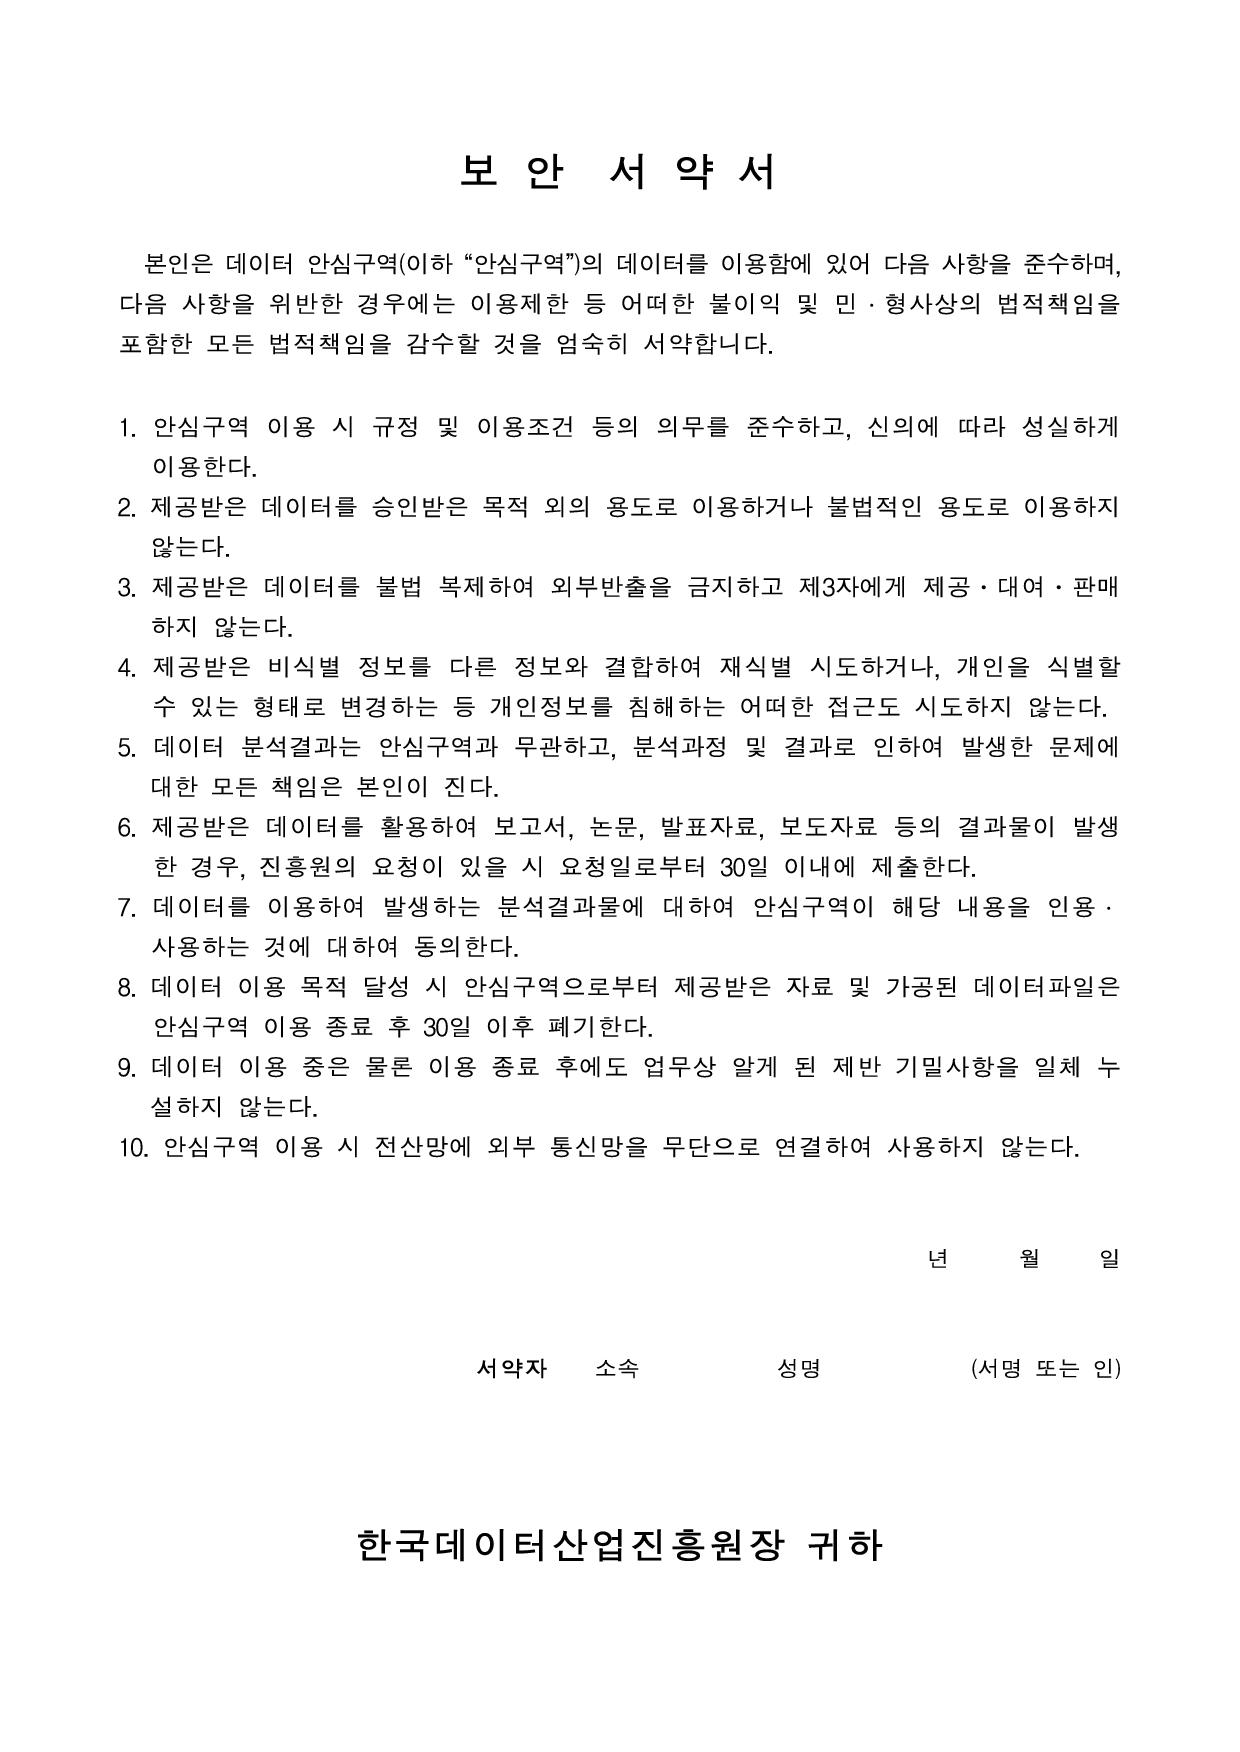 보 안 서 약 서
본인은 데이터 안심구역(이하 “안심구역”)의 데이터를 이용함에 있어 다음 사항을 준수하며,
다음 사항을 위반한 경우에는 이용제한 등 어떠한 불이익 및 민·형사상의 법적책임을
포함한 모든 법적책임을 감수할 것을 엄숙히 서약합니다.
1. 안심구역 이용 시 규정 및 이용조건 등의 의무를 준수하고, 신의에 따라 성실하게
이용한다.
2. 제공받은 데이터를 승인받은 목적 외의 용도로 이용하거나 불법적인 용도로 이용하지
않는다.
3. 제공받은 데이터를 불법 복제하여 외부반출을 금지하고 제3자에게 제공·대여·판매
하지 않는다.
4. 제공받은 비식별 정보를 다른 정보와 결합하여 재식별 시도하거나, 개인을 식별할
수 있는 형태로 변경하는 등 개인정보를 침해하는 어떠한 접근도 시도하지 않는다.
5. 데이터 분석결과는 안심구역과 무관하고, 분석과정 및 결과로 인하여 발생한 문제에
대한 모든 책임은 본인이 진다.
6. 제공받은 데이터를 활용하여 보고서, 논문, 발표자료, 보도자료 등의 결과물이 발생
한 경우, 진흥원의 요청이 있을 시 요청일로부터 30일 이내에 제출한다.
7. 데이터를 이용하여 발생하는 분석결과물에 대하여 안심구역이 해당 내용을 인용·
사용하는 것에 대하여 동의한다.
8. 데이터 이용 목적 달성 시 안심구역으로부터 제공받은 자료 및 가공된 데이터파일은
안심구역 이용 종료 후 30일 이후 폐기한다.
9. 데이터 이용 중은 물론 이용 종료 후에도 업무상 알게 된 제반 기밀사항을 일체 누
설하지 않는다.
10. 안심구역 이용 시 전산망에 외부 통신망을 무단으로 연결하여 사용하지 않는다.
년 월 일
서약자 소속 성명 (서명 또는 인)
한국데이터산업진흥원장 귀하